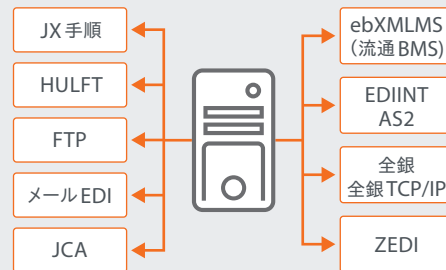 JX手順
HULFT
FTP
メールEDI
JCA
ebXMLMS
(流通BMS)
EDIINT
AS2
全銀
全銀TCP/IP
ZEDI